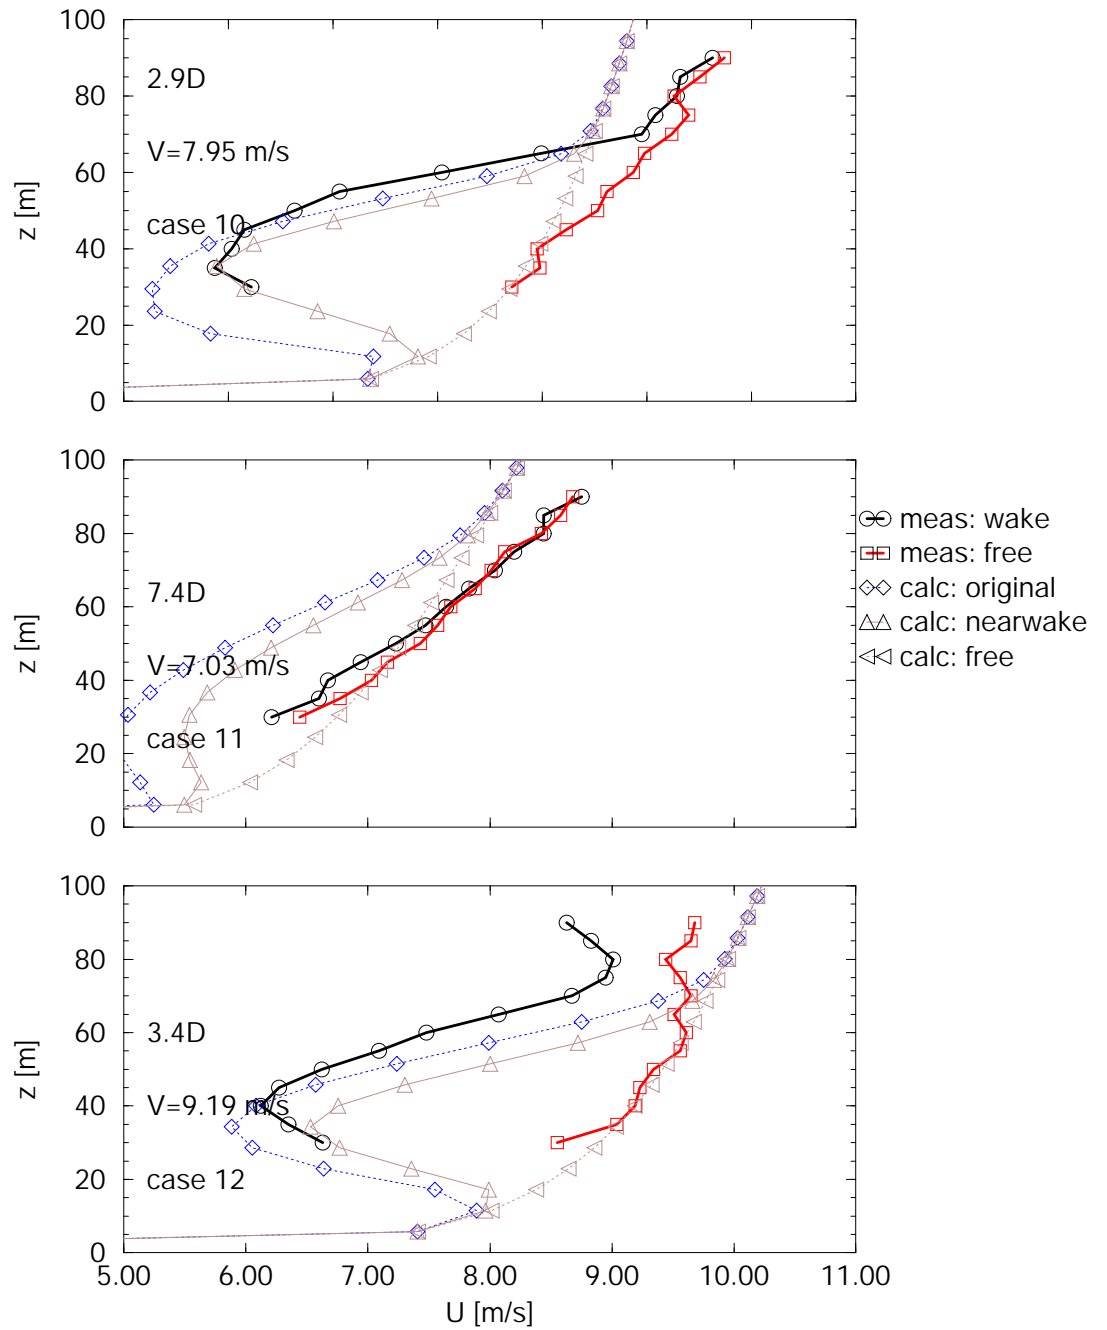 100
80
60
40
20
0
z [m]
2.9D
V=7.95 m/s
case 10
100
80
60
40
20
0
z [m]
7.4D
V=7.03 m/s
case 11
meas: wake
meas: free
calc: original
calc: nearwake
calc: free
100
80
60
40
20
0
z [m]
3.4D
V=9.19 m/s
case 12
5.00 6.00 7.00 8.00 9.00 10.00 11.00
U [m/s]